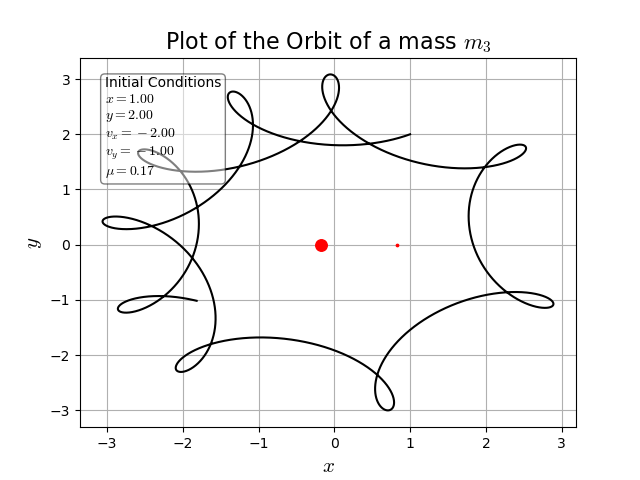 Plot of the Orbit of a mass m₃
Initial Conditions
x = 1.00
y = 2.00
vₓ = −2.00
v_y = −1.00
μ = 0.17
3
2
1
0
−1
−2
−3
y
−3 −2 −1 0 1 2 3
x